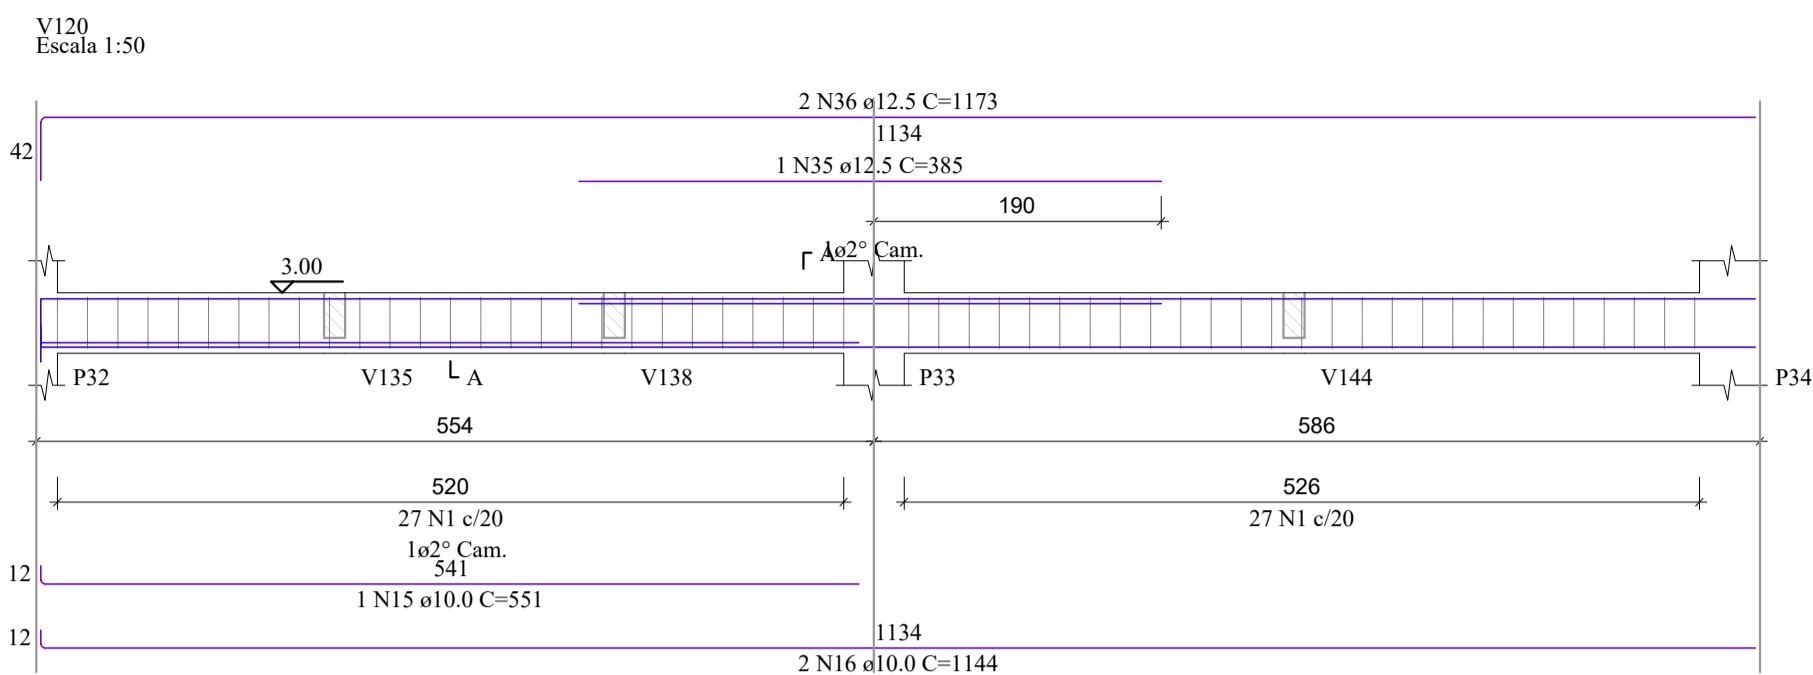 V120
Escala 1:50
2 N36 ø12.5 C=1173
1134
42
1 N35 ø12.5 C=385
190
A
1ø2° Cam.
3.00
P32
V135
A
V138
P33
V144
P34
554
586
520
526
27 N1 c/20
27 N1 c/20
1ø2° Cam.
541
12
1 N15 ø10.0 C=551
12
1134
2 N16 ø10.0 C=1144